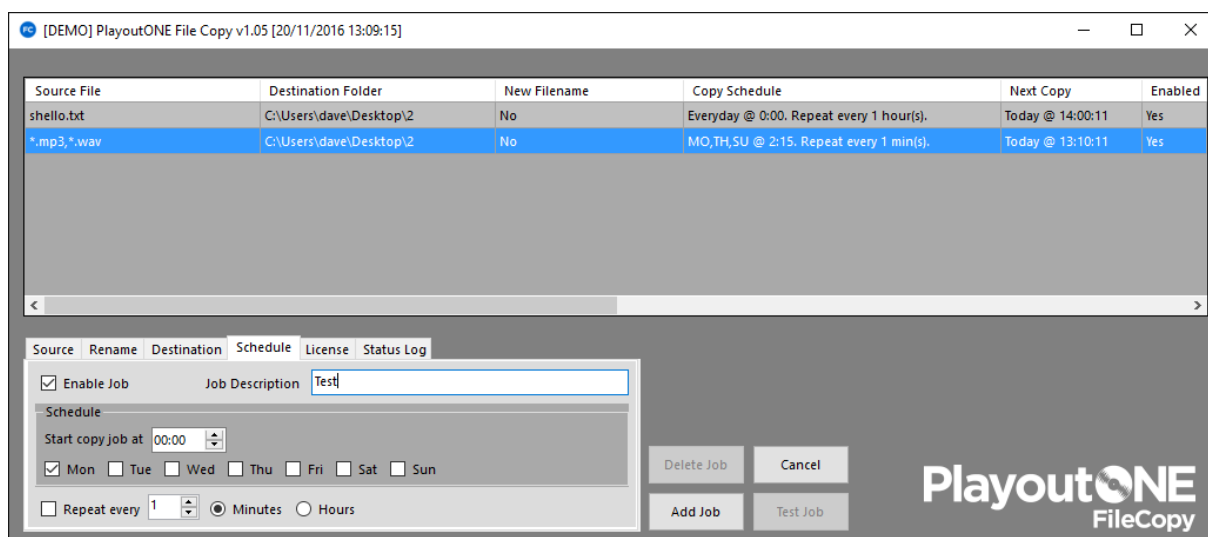 FC [DEMO] PlayoutONE File Copy v1.05 [20/11/2016 13:09:15]
Source File Destination Folder New Filename Copy Schedule Next Copy Enabled
shello.txt C:\Users\dave\Desktop\2 No Everyday @ 0:00. Repeat every 1 hour(s). Today @ 14:00:11 Yes
*.mp3,*.wav C:\Users\dave\Desktop\2 No MO,TH,SU @ 2:15. Repeat every 1 min(s). Today @ 13:10:11 Yes
Source Rename Destination Schedule License Status Log
Enable Job Job Description Test
Schedule
Start copy job at 00:00
Mon Tue Wed Thu Fri Sat Sun
Repeat every 1 Minutes Hours
Delete Job Cancel
Add Job Test Job
PlayoutONE
FileCopy